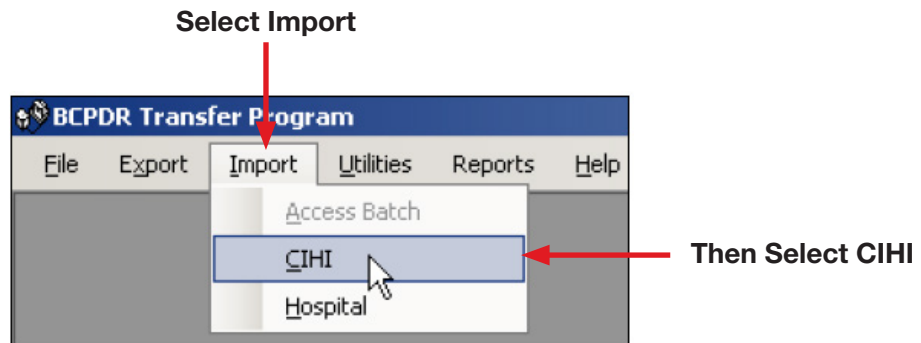 Select Import
BCPDR Transfer Program
File Export Import Utilities Reports Help
Access Batch
CIHI
Then Select CIHI
Hospital